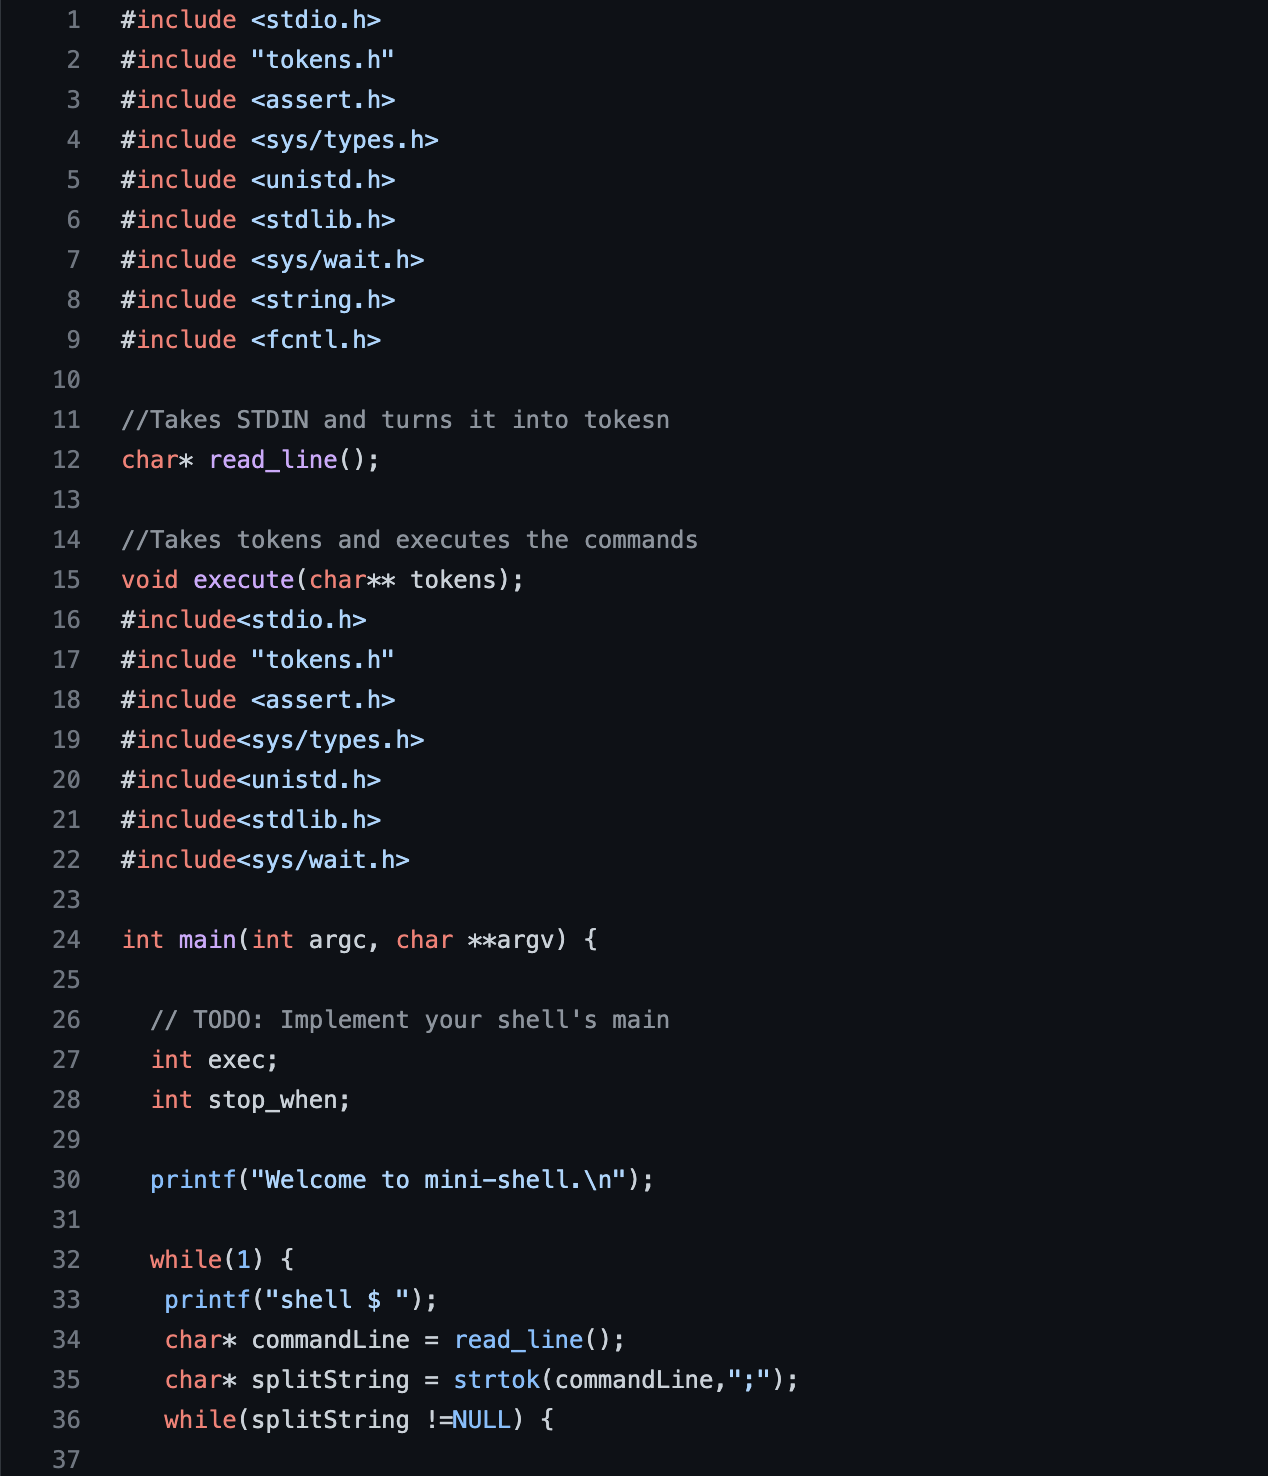 1 #include <stdio.h>
2 #include "tokens.h"
3 #include <assert.h>
4 #include <sys/types.h>
5 #include <unistd.h>
6 #include <stdlib.h>
7 #include <sys/wait.h>
8 #include <string.h>
9 #include <fcntl.h>
10
11 //Takes STDIN and turns it into tokesn
12 char* read_line();
13
14 //Takes tokens and executes the commands
15 void execute(char** tokens);
16 #include<stdio.h>
17 #include "tokens.h"
18 #include <assert.h>
19 #include<sys/types.h>
20 #include<unistd.h>
21 #include<stdlib.h>
22 #include<sys/wait.h>
23
24 int main(int argc, char **argv) {
25
26   // TODO: Implement your shell's main
27   int exec;
28   int stop_when;
29
30   printf("Welcome to mini-shell.\n");
31
32   while(1) {
33    printf("shell $ ");
34    char* commandLine = read_line();
35    char* splitString = strtok(commandLine,";");
36    while(splitString !=NULL) {
37